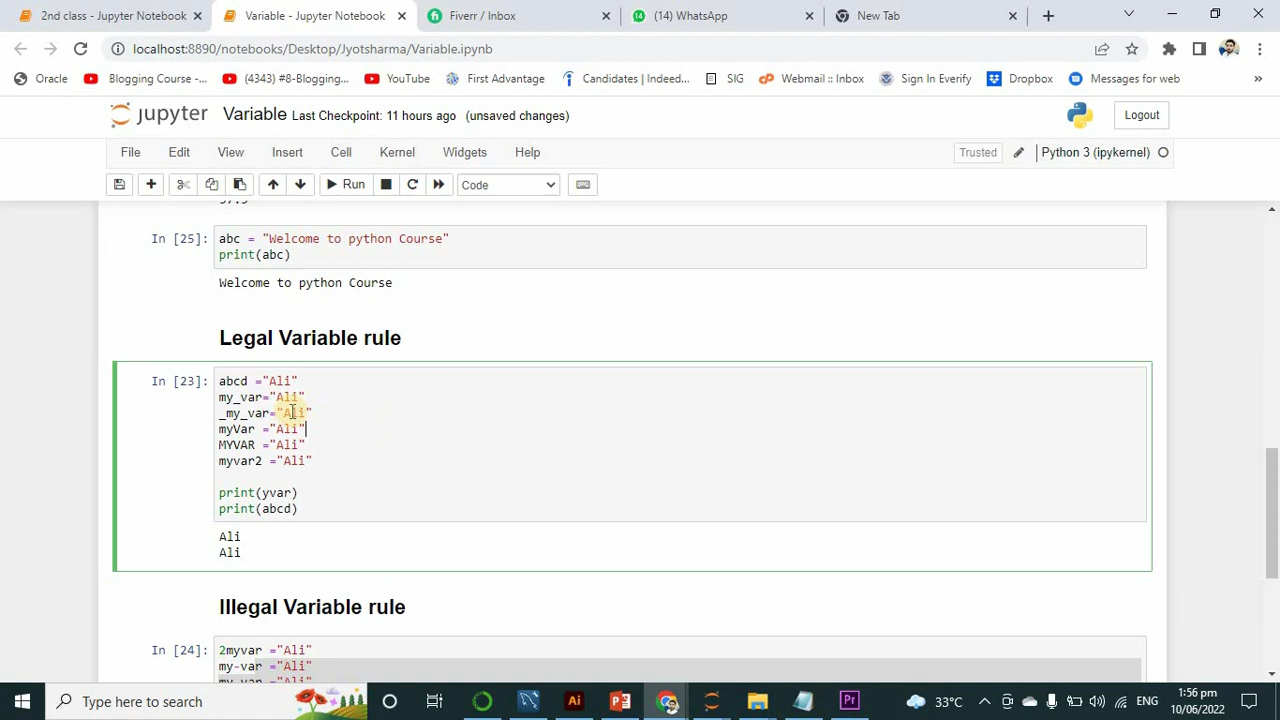 2nd class - Jupyter Notebook
Variable - Jupyter Notebook
Fiverr / Inbox
(14) WhatsApp
New Tab
localhost:8890/notebooks/Desktop/Jyotsharma/Variable.ipynb
Oracle
Blogging Course -...
(4343) #8-Blogging...
YouTube
First Advantage
Candidates | Indeed...
SIG
Webmail :: Inbox
Sign In Everify
Dropbox
Messages for web
»
jupyter Variable Last Checkpoint: 11 hours ago (unsaved changes)
Logout
File Edit View Insert Cell Kernel Widgets Help
Trusted
Python 3 (ipykernel)
Run
Code
In [25]: abc = "Welcome to python Course"
print(abc)
Welcome to python Course
Legal Variable rule
In [23]: abcd ="Ali"
my_var="Ali"
_my_var="Ali"
myVar ="Ali"
MYVAR ="Ali"
myvar2 ="Ali"
print(yvar)
print(abcd)
Ali
Ali
Illegal Variable rule
In [24]: 2myvar ="Ali"
my-var ="Ali"
Type here to search
33°C
ENG
1:56 pm
10/06/2022